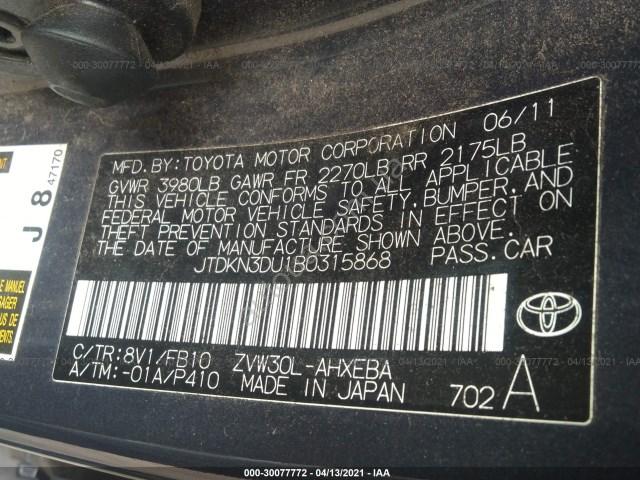 000-30077772 - 04/13/2021 - IAA
MFD. BY: TOYOTA MOTOR CORPORATION 06/11
GVWR 3980LB GAWR FR 2270LB RR 2175LB
THIS VEHICLE CONFORMS TO ALL APPLICABLE
FEDERAL MOTOR VEHICLE SAFETY, BUMPER, AND
THEFT PREVENTION STANDARDS IN EFFECT ON
THE DATE OF MANUFACTURE SHOWN ABOVE.
JTDKN3DU1B0315868 PASS. CAR
C/TR: 8V1/FB10 ZVW30L-AHXEBA
A/TM: -01A/P410 MADE IN JAPAN
702 A
J 8 47170
000-30077772 - 04/13/2021 - IAA